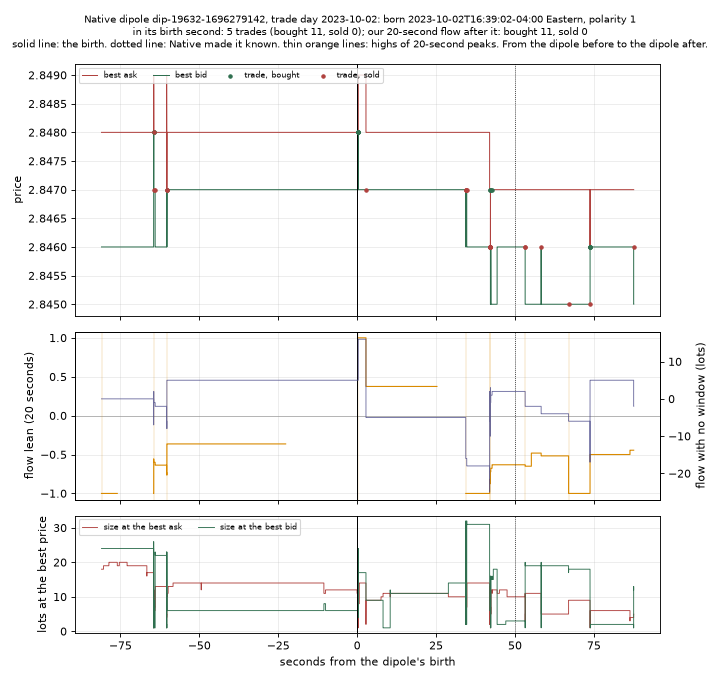 Native dipole dip-19632-1696279142, trade day 2023-10-02: born 2023-10-02T16:39:02-04:00 Eastern, polarity 1
in its birth second: 5 trades (bought 11, sold 0); our 20-second flow after it: bought 11, sold 0
solid line: the birth. dotted line: Native made it known. thin orange lines: highs of 20-second peaks. From the dipole before to the dipole after.
best ask
best bid
trade, bought
trade, sold
2.8490
2.8485
2.8480
2.8475
2.8470
2.8465
2.8460
2.8455
2.8450
price
1.0
0.5
0.0
−0.5
−1.0
flow lean (20 seconds)
10
0
−10
−20
flow with no window (lots)
size at the best ask
size at the best bid
30
20
10
0
lots at the best price
−75
−50
−25
0
25
50
75
seconds from the dipole's birth